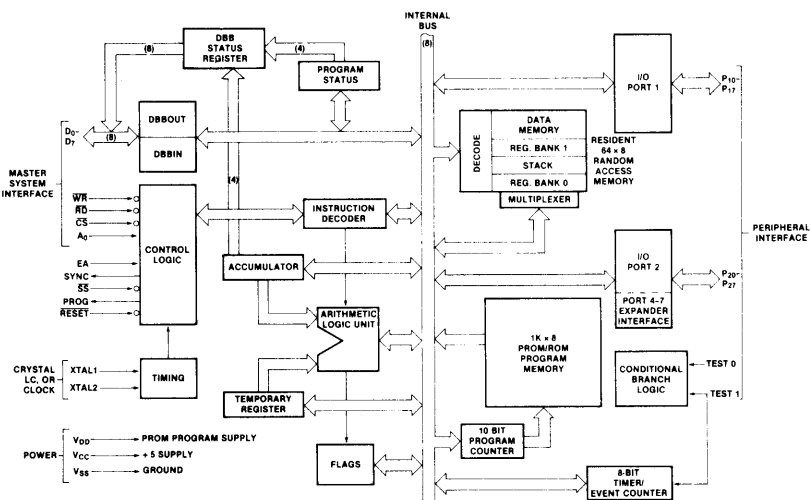 INTERNAL
BUS
(8)
DBB
STATUS
REGISTER
(8)
(4)
PROGRAM
STATUS
DBBOUT
DBBIN
D0-
D7
(8)
MASTER
SYSTEM
INTERFACE
WR
RD
CS
A0
EA
SYNC
SS
PROG
RESET
CONTROL
LOGIC
(4)
INSTRUCTION
DECODER
ACCUMULATOR
ARITHMETIC
LOGIC UNIT
CRYSTAL
LC, OR
CLOCK
XTAL1
XTAL2
TIMING
TEMPORARY
REGISTER
FLAGS
POWER
VDD
PROM PROGRAM SUPPLY
VCC
+ 5 SUPPLY
VSS
GROUND
I/O
PORT 1
P10-
P17
DECODE
DATA
MEMORY
REG. BANK 1
STACK
REG. BANK 0
MULTIPLEXER
RESIDENT
64 × 8
RANDOM
ACCESS
MEMORY
PERIPHERAL
INTERFACE
I/O
PORT 2
PORT 4-7
EXPANDER
INTERFACE
P20-
P27
1K × 8
PROM/ROM
PROGRAM
MEMORY
CONDITIONAL
BRANCH
LOGIC
TEST 0
TEST 1
10 BIT
PROGRAM
COUNTER
8-BIT
TIMER/
EVENT COUNTER